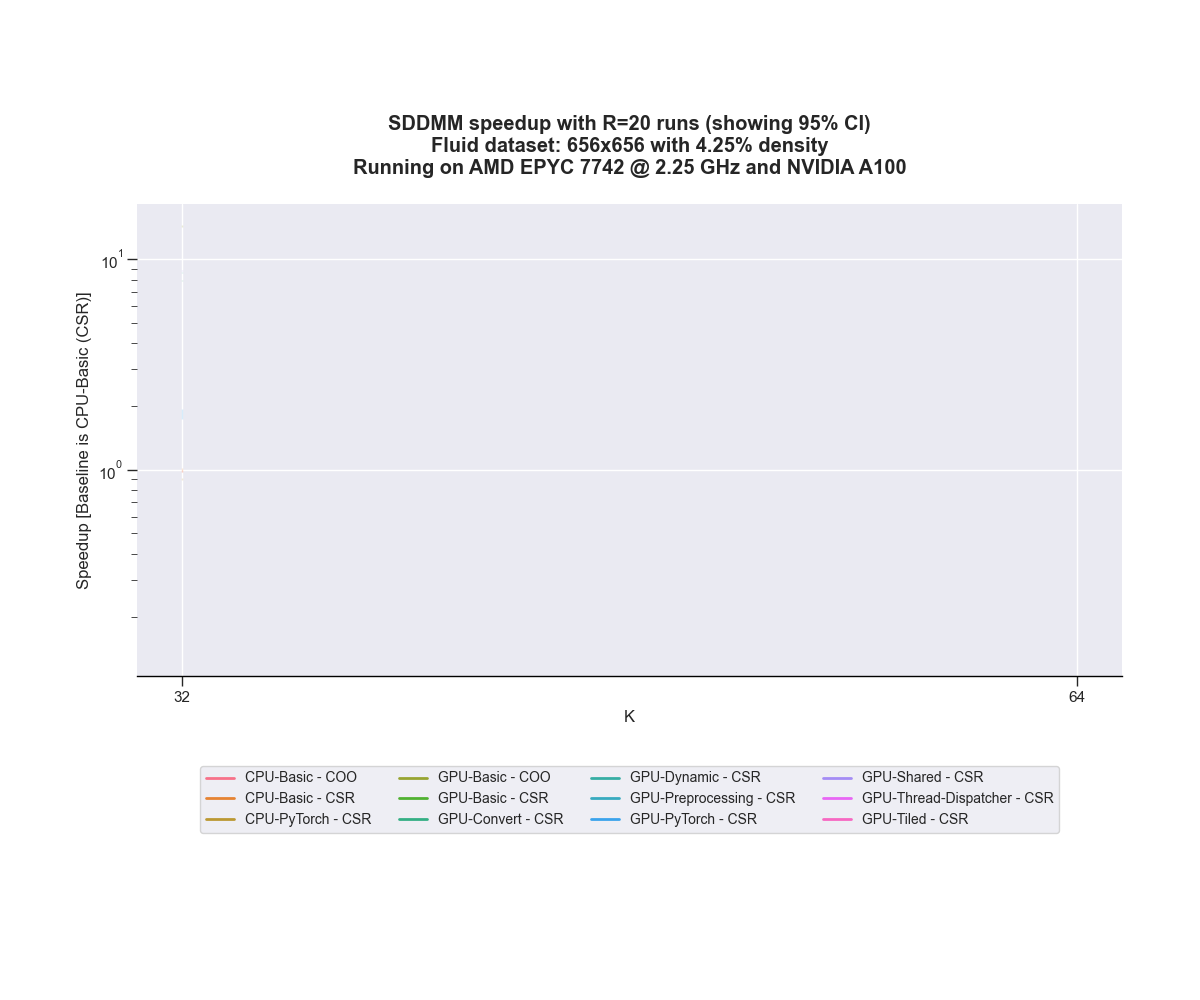 SDDMM speedup with R=20 runs (showing 95% CI)
Fluid dataset: 656x656 with 4.25% density
Running on AMD EPYC 7742 @ 2.25 GHz and NVIDIA A100
Speedup [Baseline is CPU-Basic (CSR)]
10^1
10^0
32
64
K
CPU-Basic - COO
CPU-Basic - CSR
CPU-PyTorch - CSR
GPU-Basic - COO
GPU-Basic - CSR
GPU-Convert - CSR
GPU-Dynamic - CSR
GPU-Preprocessing - CSR
GPU-PyTorch - CSR
GPU-Shared - CSR
GPU-Thread-Dispatcher - CSR
GPU-Tiled - CSR